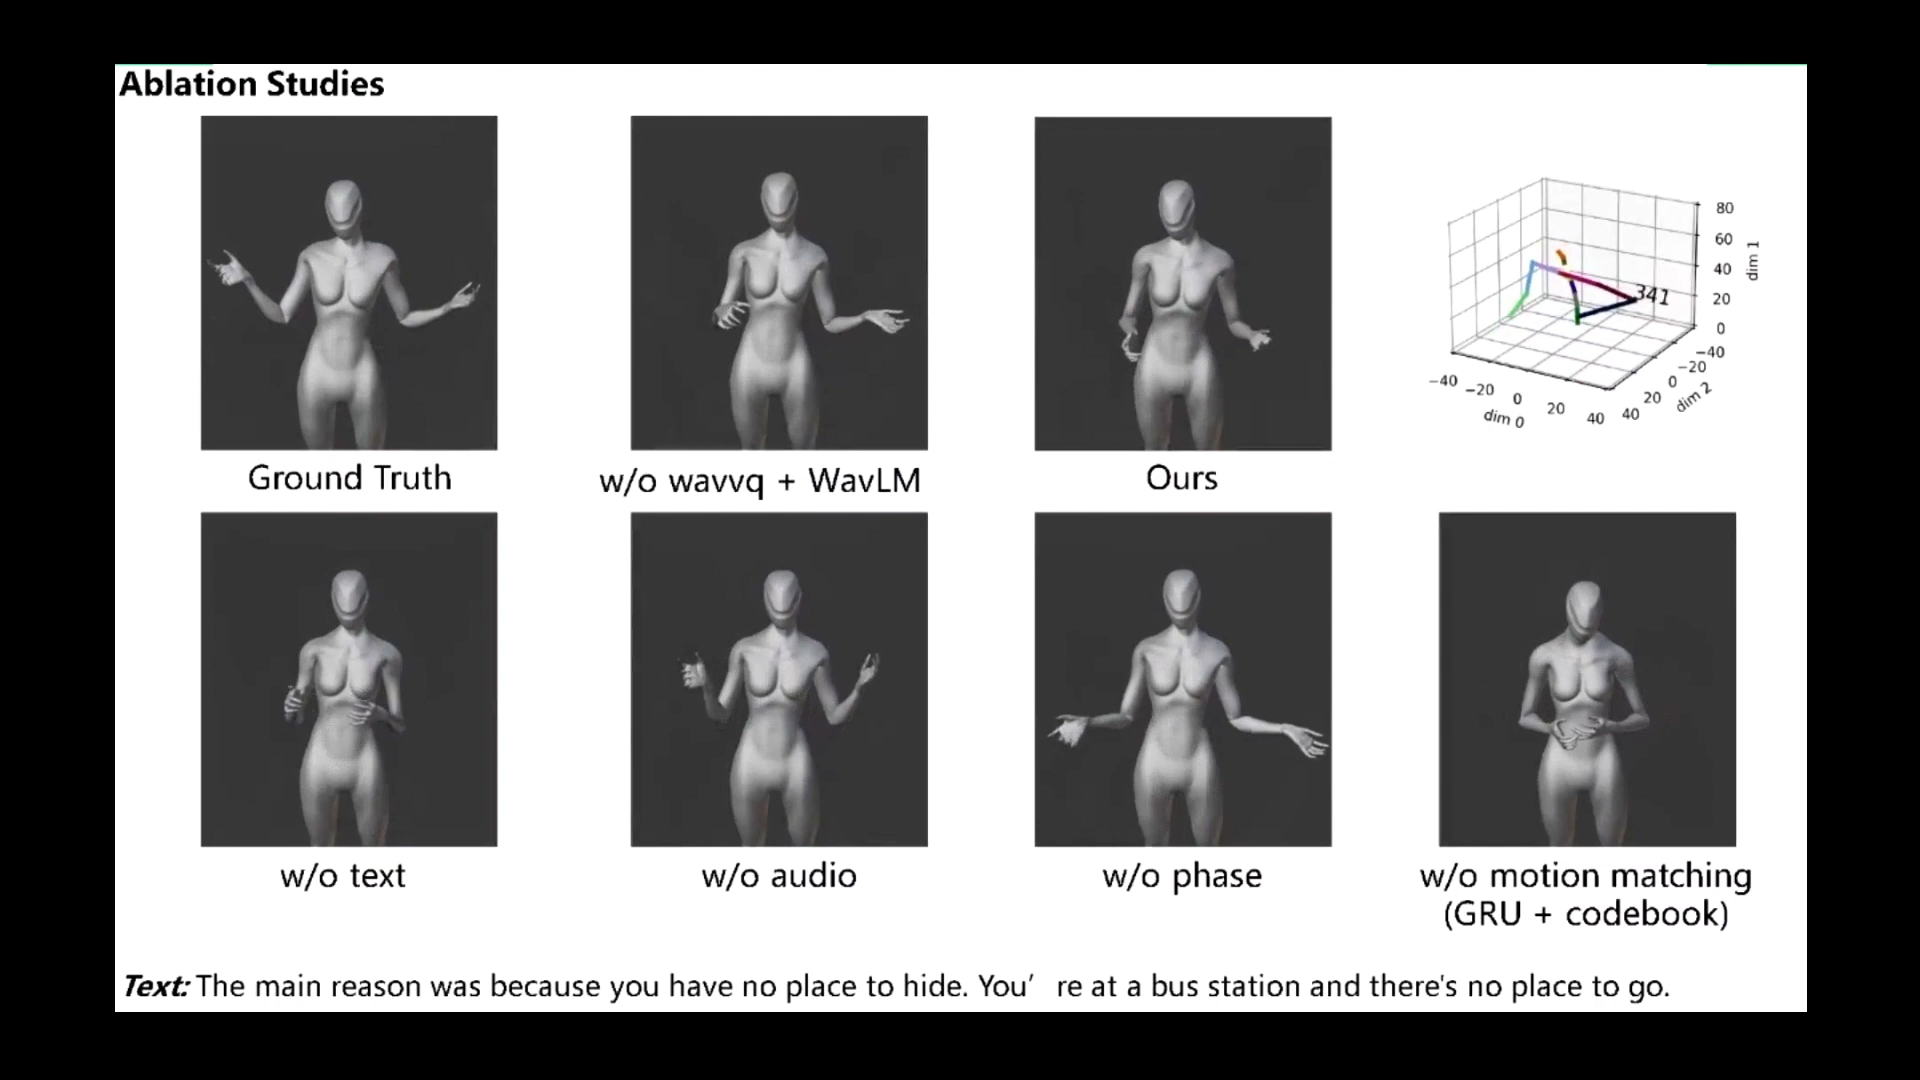 Ablation Studies
80
60
40
20
0
dim 1
341
-40
-20
0
20
40
dim 2
-40
-20
0
20
40
dim 0
Ground Truth
w/o wavvq + WavLM
Ours
w/o text
w/o audio
w/o phase
w/o motion matching
(GRU + codebook)
Text: The main reason was because you have no place to hide. You’ re at a bus station and there's no place to go.